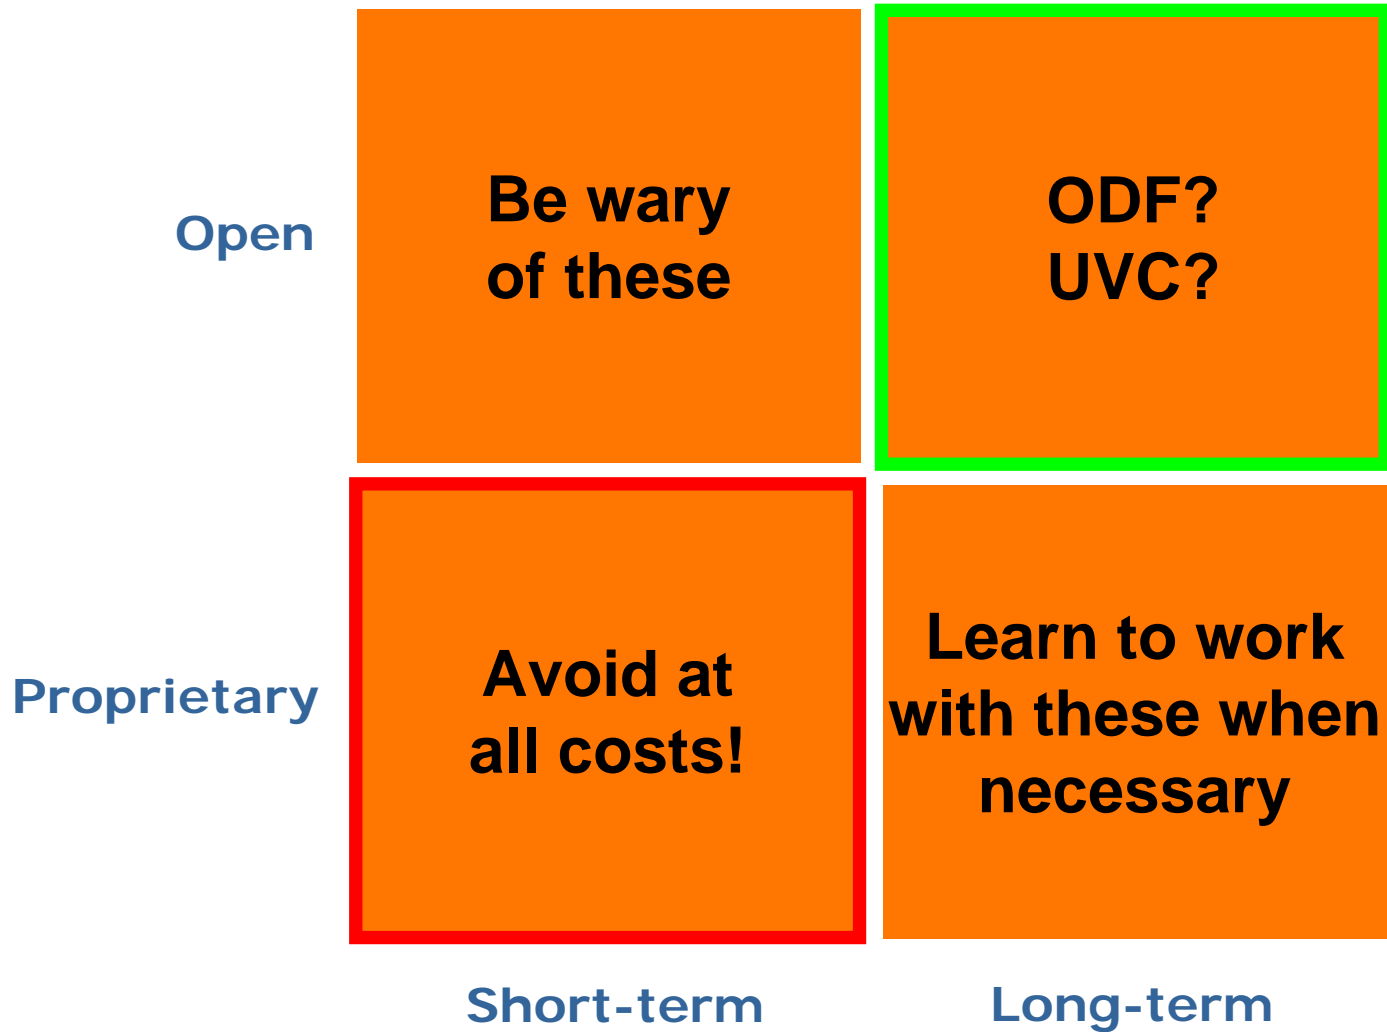 Open
Be wary
of these
ODF?
UVC?
Proprietary
Avoid at
all costs!
Learn to work
with these when
necessary
Short-term
Long-term